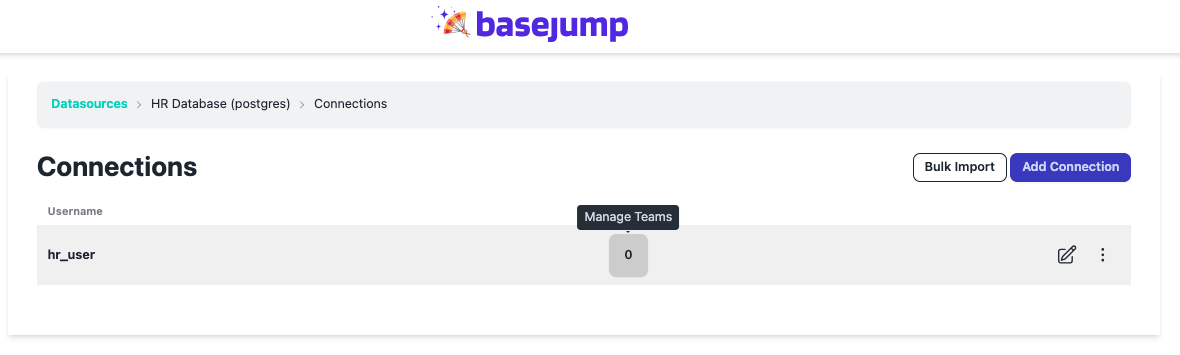 basejump
Datasources > HR Database (postgres) > Connections
Connections
Bulk Import
Add Connection
Username
Manage Teams
hr_user
0